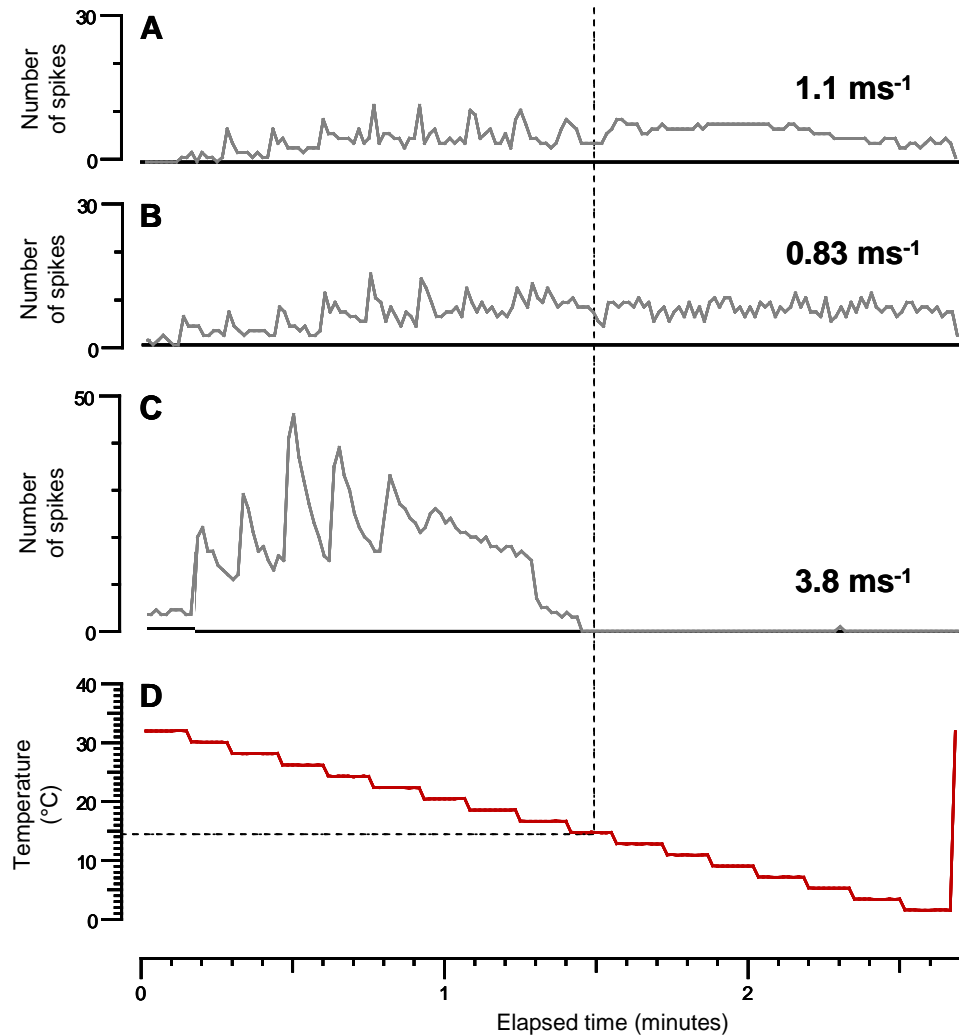 A
30
0
Number
of spikes
1.1 ms⁻¹
B
30
0
Number
of spikes
0.83 ms⁻¹
C
50
0
Number
of spikes
3.8 ms⁻¹
D
40
30
20
10
0
Temperature
(°C)
0
1
2
Elapsed time (minutes)